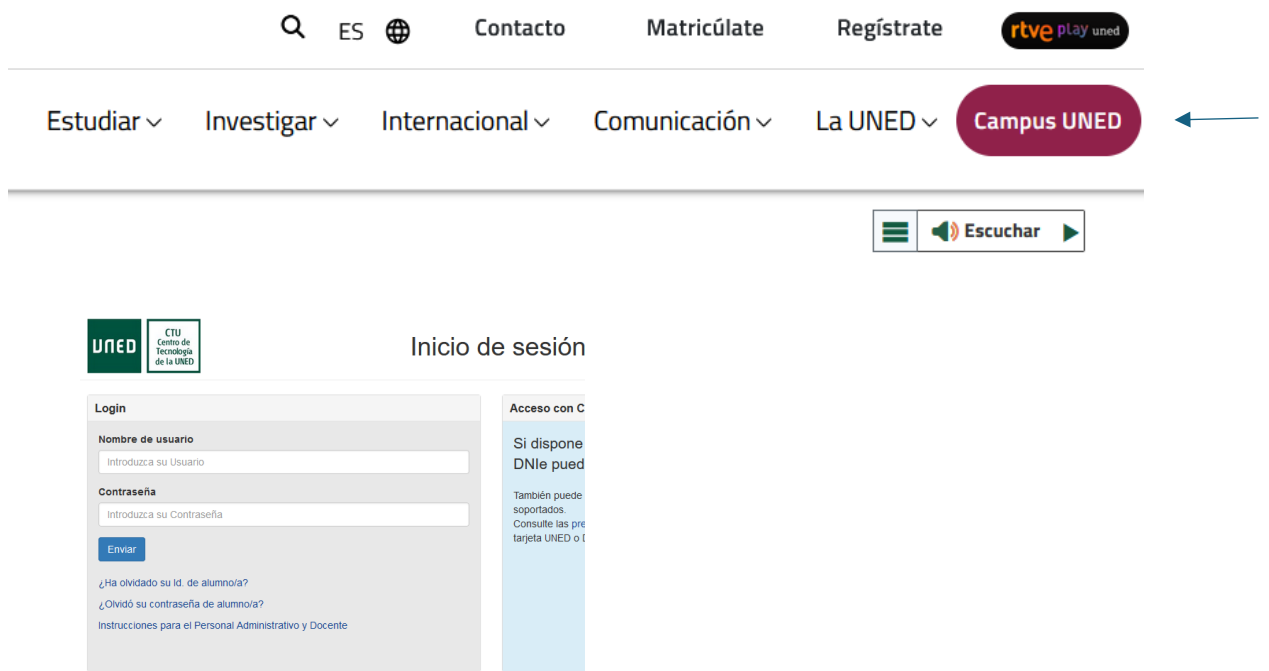 ES Contacto Matricúlate Regístrate rtve play uned
Estudiar Investigar Internacional Comunicación La UNED Campus UNED
Escuchar
UNED
CTU
Centro de
Tecnología
de la UNED
Inicio de sesión
Login
Nombre de usuario
Introduzca su Usuario
Contraseña
Introduzca su Contraseña
Enviar
¿Ha olvidado su Id. de alumno/a?
¿Olvidó su contraseña de alumno/a?
Instrucciones para el Personal Administrativo y Docente
Acceso con C
Si dispone
DNIe pued
También puede
soportados.
Consulte las pre
tarjeta UNED o